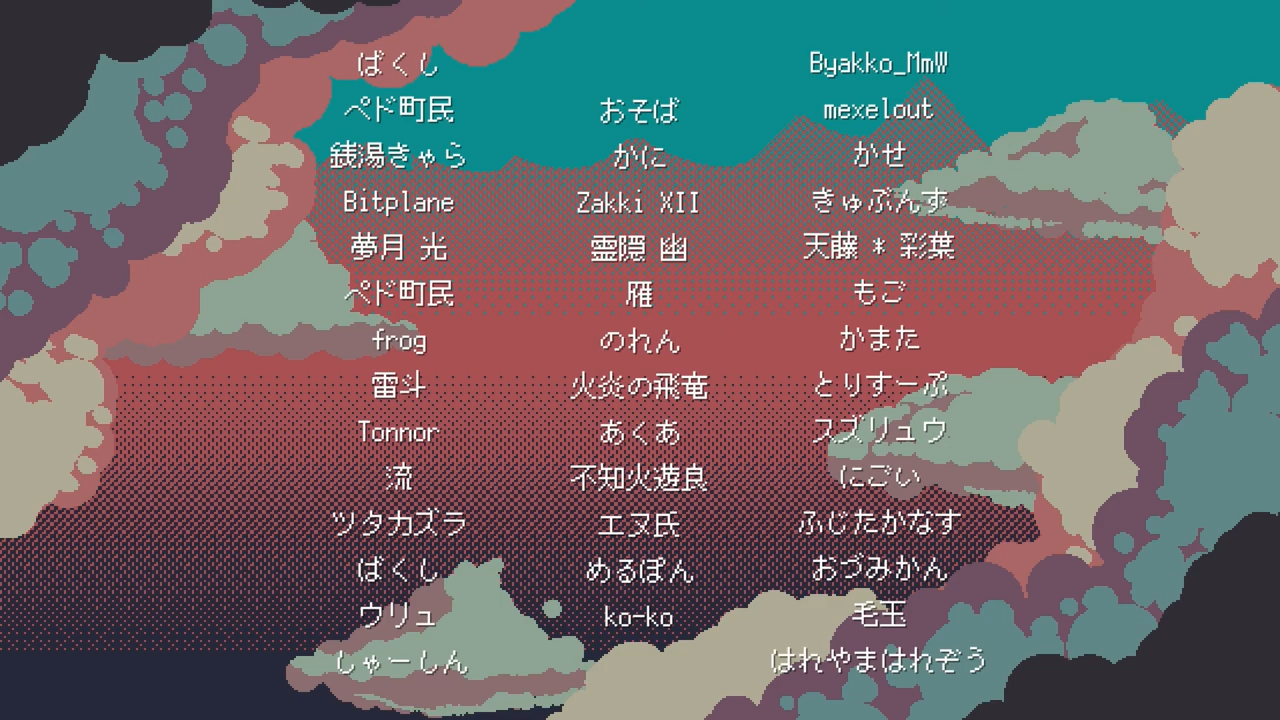 ばくし Byakko_MmW
ペド町民 おそば mexelout
銭湯きゃら かに かせ
Bitplane Zakki XII きゅぶんず
夢月 光 霊隠 幽 天藤 * 彩葉
ペド町民 雁 もご
frog のれん かまた
雷斗 火炎の飛竜 とりすーぷ
Tonnor あくあ スズリュウ
流 不知火遊良 にごい
ツタカズラ エヌ氏 ふじたかなす
ばくし めるぽん おづみかん
ウリュ ko-ko 毛玉
しゃーしん はれやまはれぞう